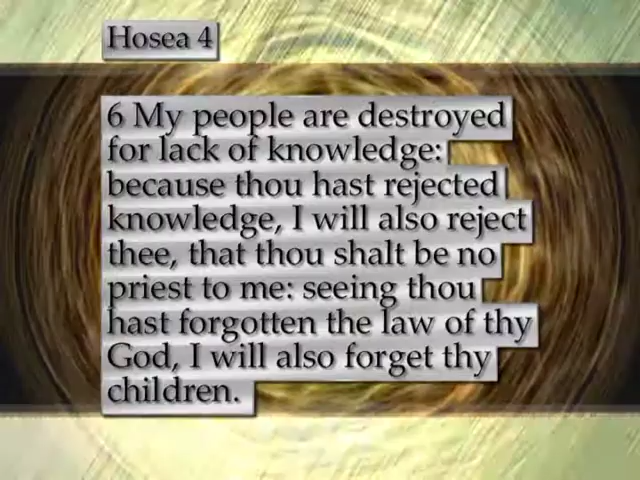 Hosea 4
6 My people are destroyed
for lack of knowledge:
because thou hast rejected
knowledge, I will also reject
thee, that thou shalt be no
priest to me: seeing thou
hast forgotten the law of thy
God, I will also forget thy
children.